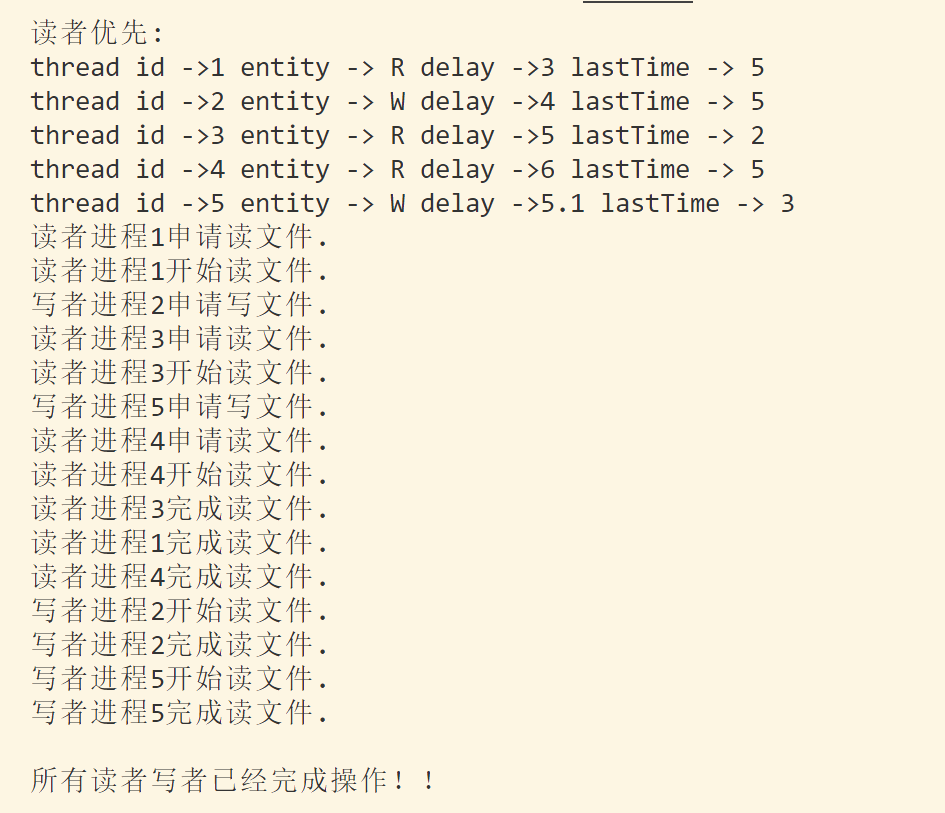 读者优先:
thread id ->1 entity -> R delay ->3 lastTime -> 5
thread id ->2 entity -> W delay ->4 lastTime -> 5
thread id ->3 entity -> R delay ->5 lastTime -> 2
thread id ->4 entity -> R delay ->6 lastTime -> 5
thread id ->5 entity -> W delay ->5.1 lastTime -> 3
读者进程1申请读文件.
读者进程1开始读文件.
写者进程2申请写文件.
读者进程3申请读文件.
读者进程3开始读文件.
写者进程5申请写文件.
读者进程4申请读文件.
读者进程4开始读文件.
读者进程3完成读文件.
读者进程1完成读文件.
读者进程4完成读文件.
写者进程2开始读文件.
写者进程2完成读文件.
写者进程5开始读文件.
写者进程5完成读文件.
所有读者写者已经完成操作！！